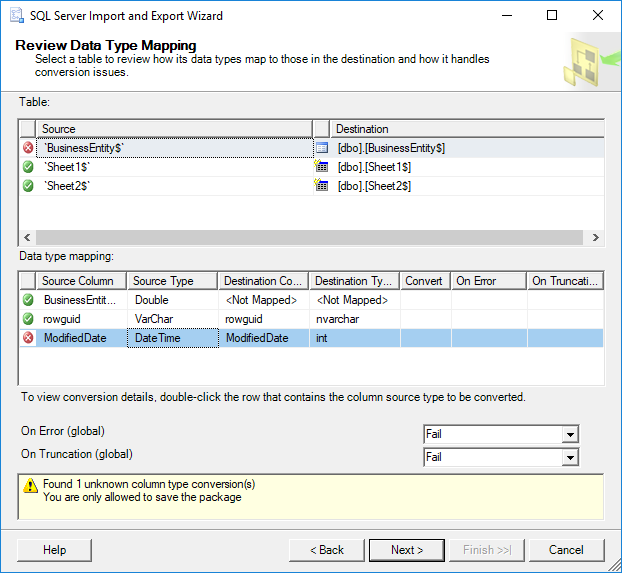 SQL Server Import and Export Wizard
Review Data Type Mapping
Select a table to review how its data types map to those in the destination and how it handles
conversion issues.
Table:
Source Destination
`BusinessEntity$` [dbo].[BusinessEntity$]
`Sheet1$` [dbo].[Sheet1$]
`Sheet2$` [dbo].[Sheet2$]
Data type mapping:
Source Column Source Type Destination Co... Destination Ty... Convert On Error On Truncati...
BusinessEntit... Double <Not Mapped> <Not Mapped>
rowguid VarChar rowguid nvarchar
ModifiedDate DateTime ModifiedDate int
To view conversion details, double-click the row that contains the column source type to be converted.
On Error (global) Fail
On Truncation (global) Fail
Found 1 unknown column type conversion(s)
You are only allowed to save the package
Help < Back Next > Finish >>| Cancel